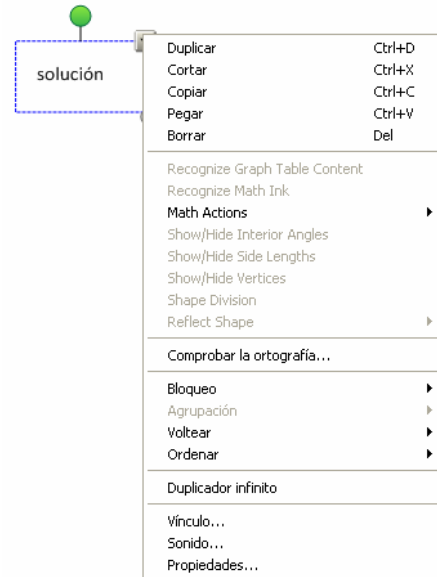 solución
Duplicar Ctrl+D
Cortar Ctrl+X
Copiar Ctrl+C
Pegar Ctrl+V
Borrar Del
Recognize Graph Table Content
Recognize Math Ink
Math Actions
Show/Hide Interior Angles
Show/Hide Side Lengths
Show/Hide Vertices
Shape Division
Reflect Shape
Comprobar la ortografía...
Bloqueo
Agrupación
Voltear
Ordenar
Duplicador infinito
Vínculo...
Sonido...
Propiedades...